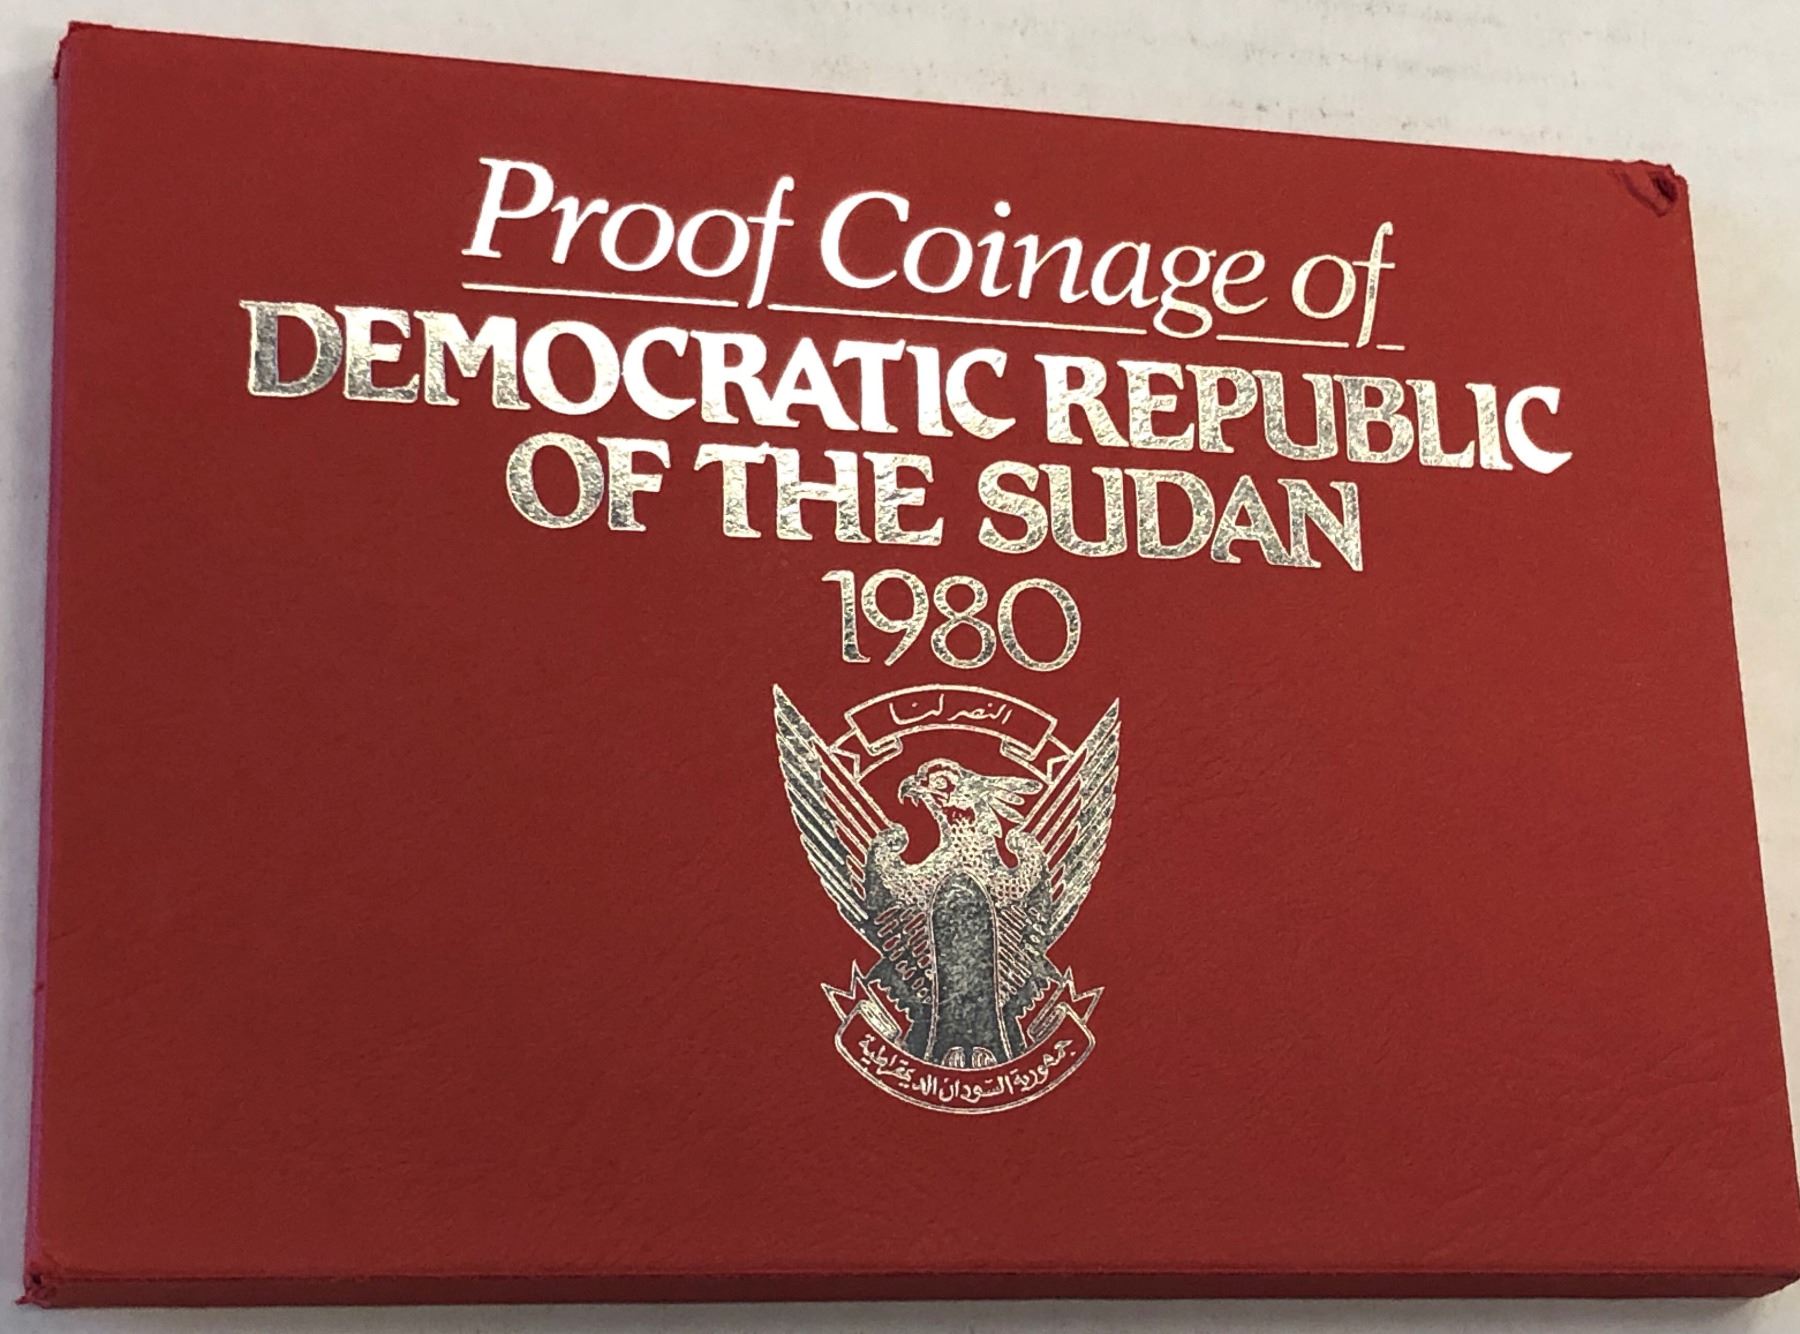 Proof Coinage of
DEMOCRATIC REPUBLIC
OF THE SUDAN
1980
النصر لنا
جمهورية السودان الديمقراطية